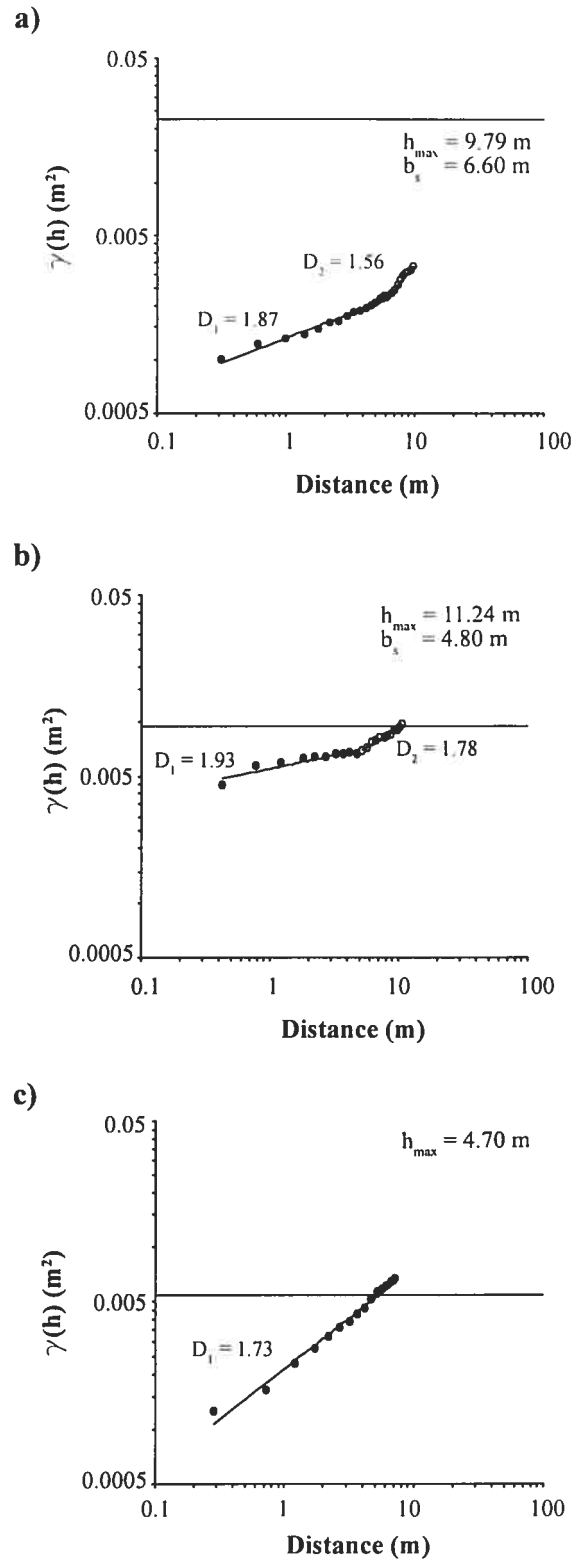 a)
0.05
h_max = 9.79 m
b_s = 6.60 m
γ(h) (m²)
0.005
D_2 = 1.56
D_1 = 1.87
0.0005
0.1 1 10 100
Distance (m)
b)
0.05
h_max = 11.24 m
b_s = 4.80 m
γ(h) (m²)
D_1 = 1.93
D_2 = 1.78
0.005
0.0005
0.1 1 10 100
Distance (m)
c)
0.05
h_max = 4.70 m
γ(h) (m²)
0.005
D_1 = 1.73
0.0005
0.1 1 10 100
Distance (m)